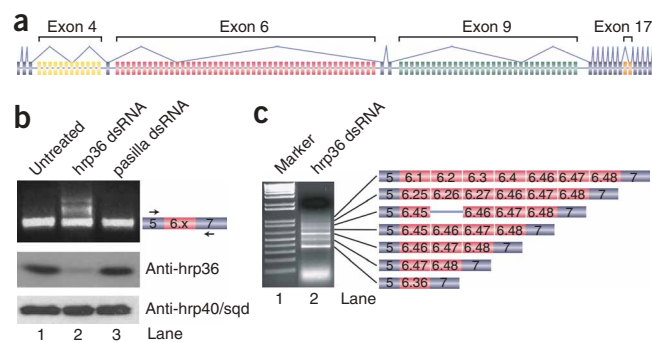 a
Exon 4 Exon 6 Exon 9 Exon 17
b
Untreated hrp36 dsRNA pasilla dsRNA
5 6.x 7
Anti-hrp36
Anti-hrp40/sqd
1 2 3 Lane
c
Marker hrp36 dsRNA
5 6.1 6.2 6.3 6.4 6.46 6.47 6.48 7
5 6.25 6.26 6.27 6.46 6.47 6.48 7
5 6.45 6.46 6.47 6.48 7
5 6.45 6.46 6.47 6.48 7
5 6.46 6.47 6.48 7
5 6.47 6.48 7
5 6.36 7
1 2 Lane